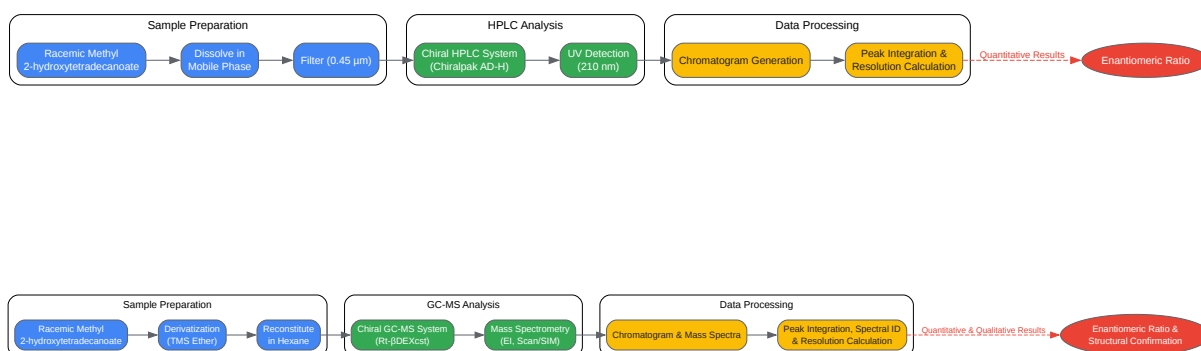 Sample Preparation
HPLC Analysis
Data Processing
Racemic Methyl
2-hydroxytetradecanoate
Dissolve in
Mobile Phase
Filter (0.45 µm)
Chiral HPLC System
(Chiralpak AD-H)
UV Detection
(210 nm)
Chromatogram Generation
Peak Integration &
Resolution Calculation
Quantitative Results
Enantiomeric Ratio
Sample Preparation
GC-MS Analysis
Data Processing
Racemic Methyl
2-hydroxytetradecanoate
Derivatization
(TMS Ether)
Reconstitute
in Hexane
Chiral GC-MS System
(Rt-βDEXcst)
Mass Spectrometry
(EI, Scan/SIM)
Chromatogram & Mass Spectra
Peak Integration, Spectral ID
& Resolution Calculation
Quantitative & Qualitative Results
Enantiomeric Ratio &
Structural Confirmation